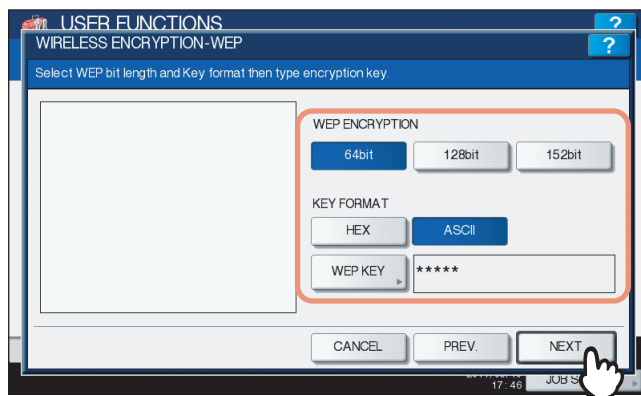 USER FUNCTIONS ?
WIRELESS ENCRYPTION-WEP ?
Select WEP bit length and Key format then type encryption key.
WEP ENCRYPTION
64bit 128bit 152bit
KEY FORMAT
HEX ASCII
WEP KEY *****
CANCEL PREV. NEXT
17:46 JOB S